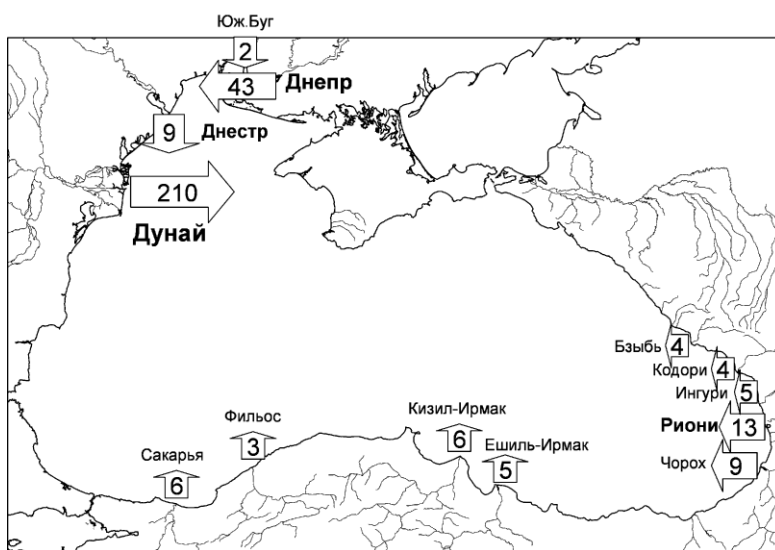 Юж.Буг
2
43
Днепр
9
Днестр
210
Дунай
Бзыбь
4
Кодори
4
Ингури
5
Риони
13
Чорох
9
Кизил-Ирмак
6
Ешиль-Ирмак
5
Фильос
3
Сакарья
6